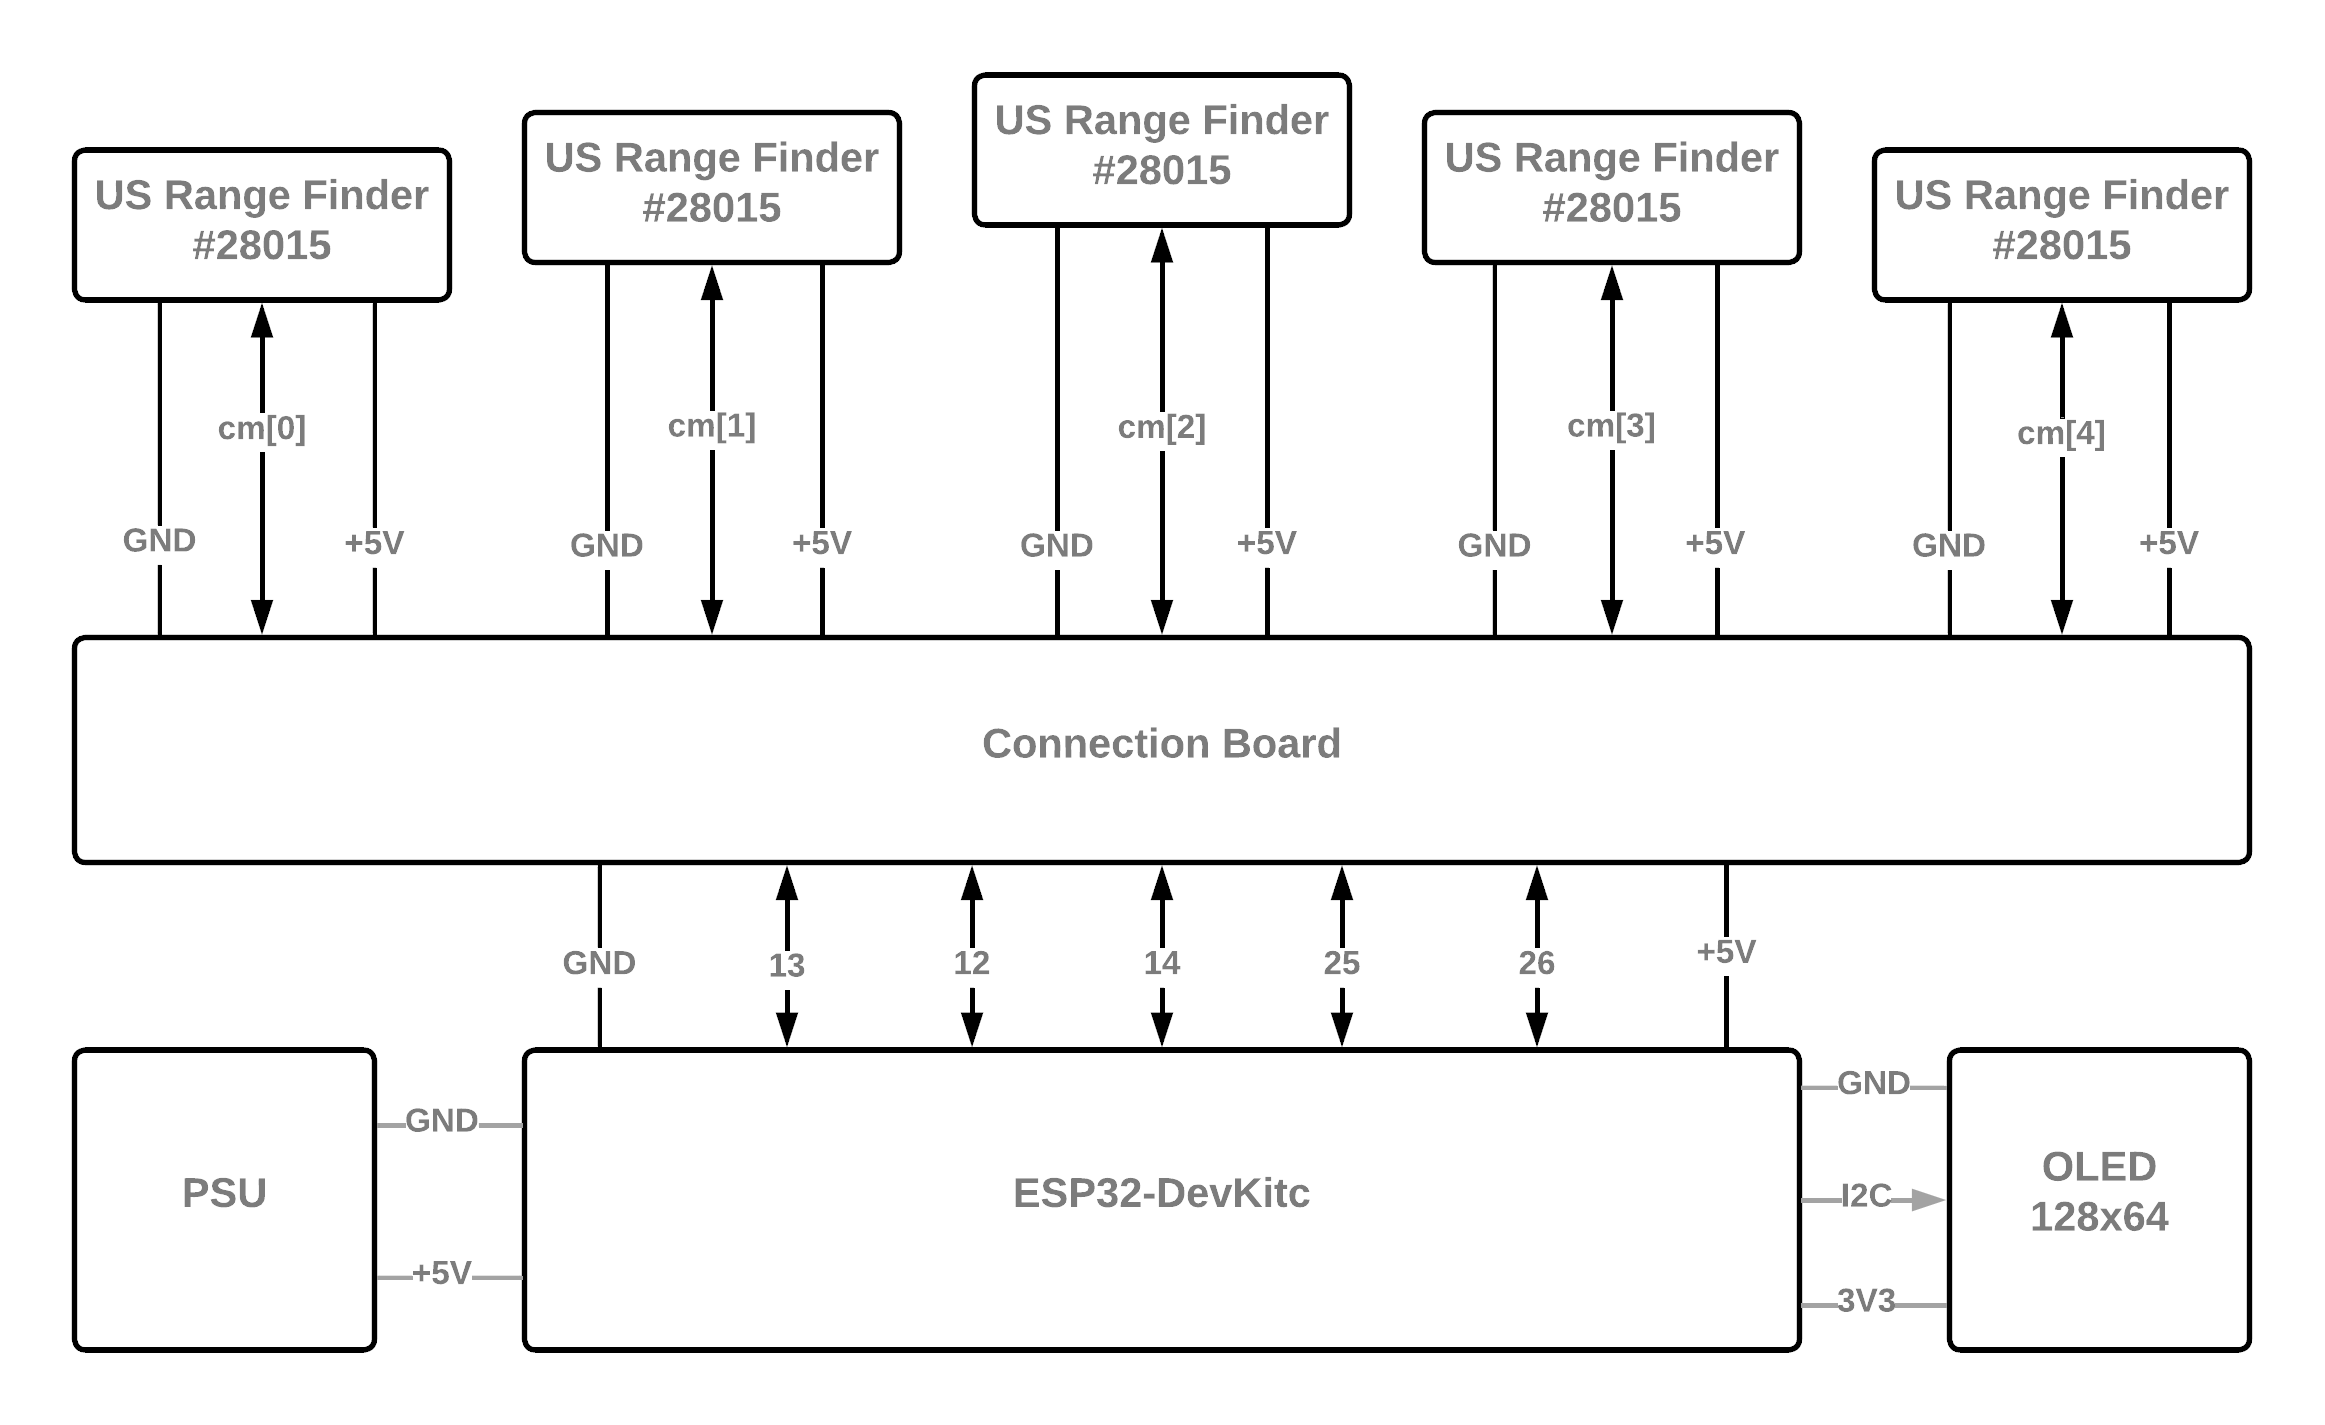 US Range Finder
#28015
US Range Finder
#28015
US Range Finder
#28015
US Range Finder
#28015
US Range Finder
#28015
cm[0]
cm[1]
cm[2]
cm[3]
cm[4]
GND
+5V
GND
+5V
GND
+5V
GND
+5V
GND
+5V
Connection Board
GND
13
12
14
25
26
+5V
PSU
GND
+5V
ESP32-DevKitc
GND
I2C
3V3
OLED
128x64